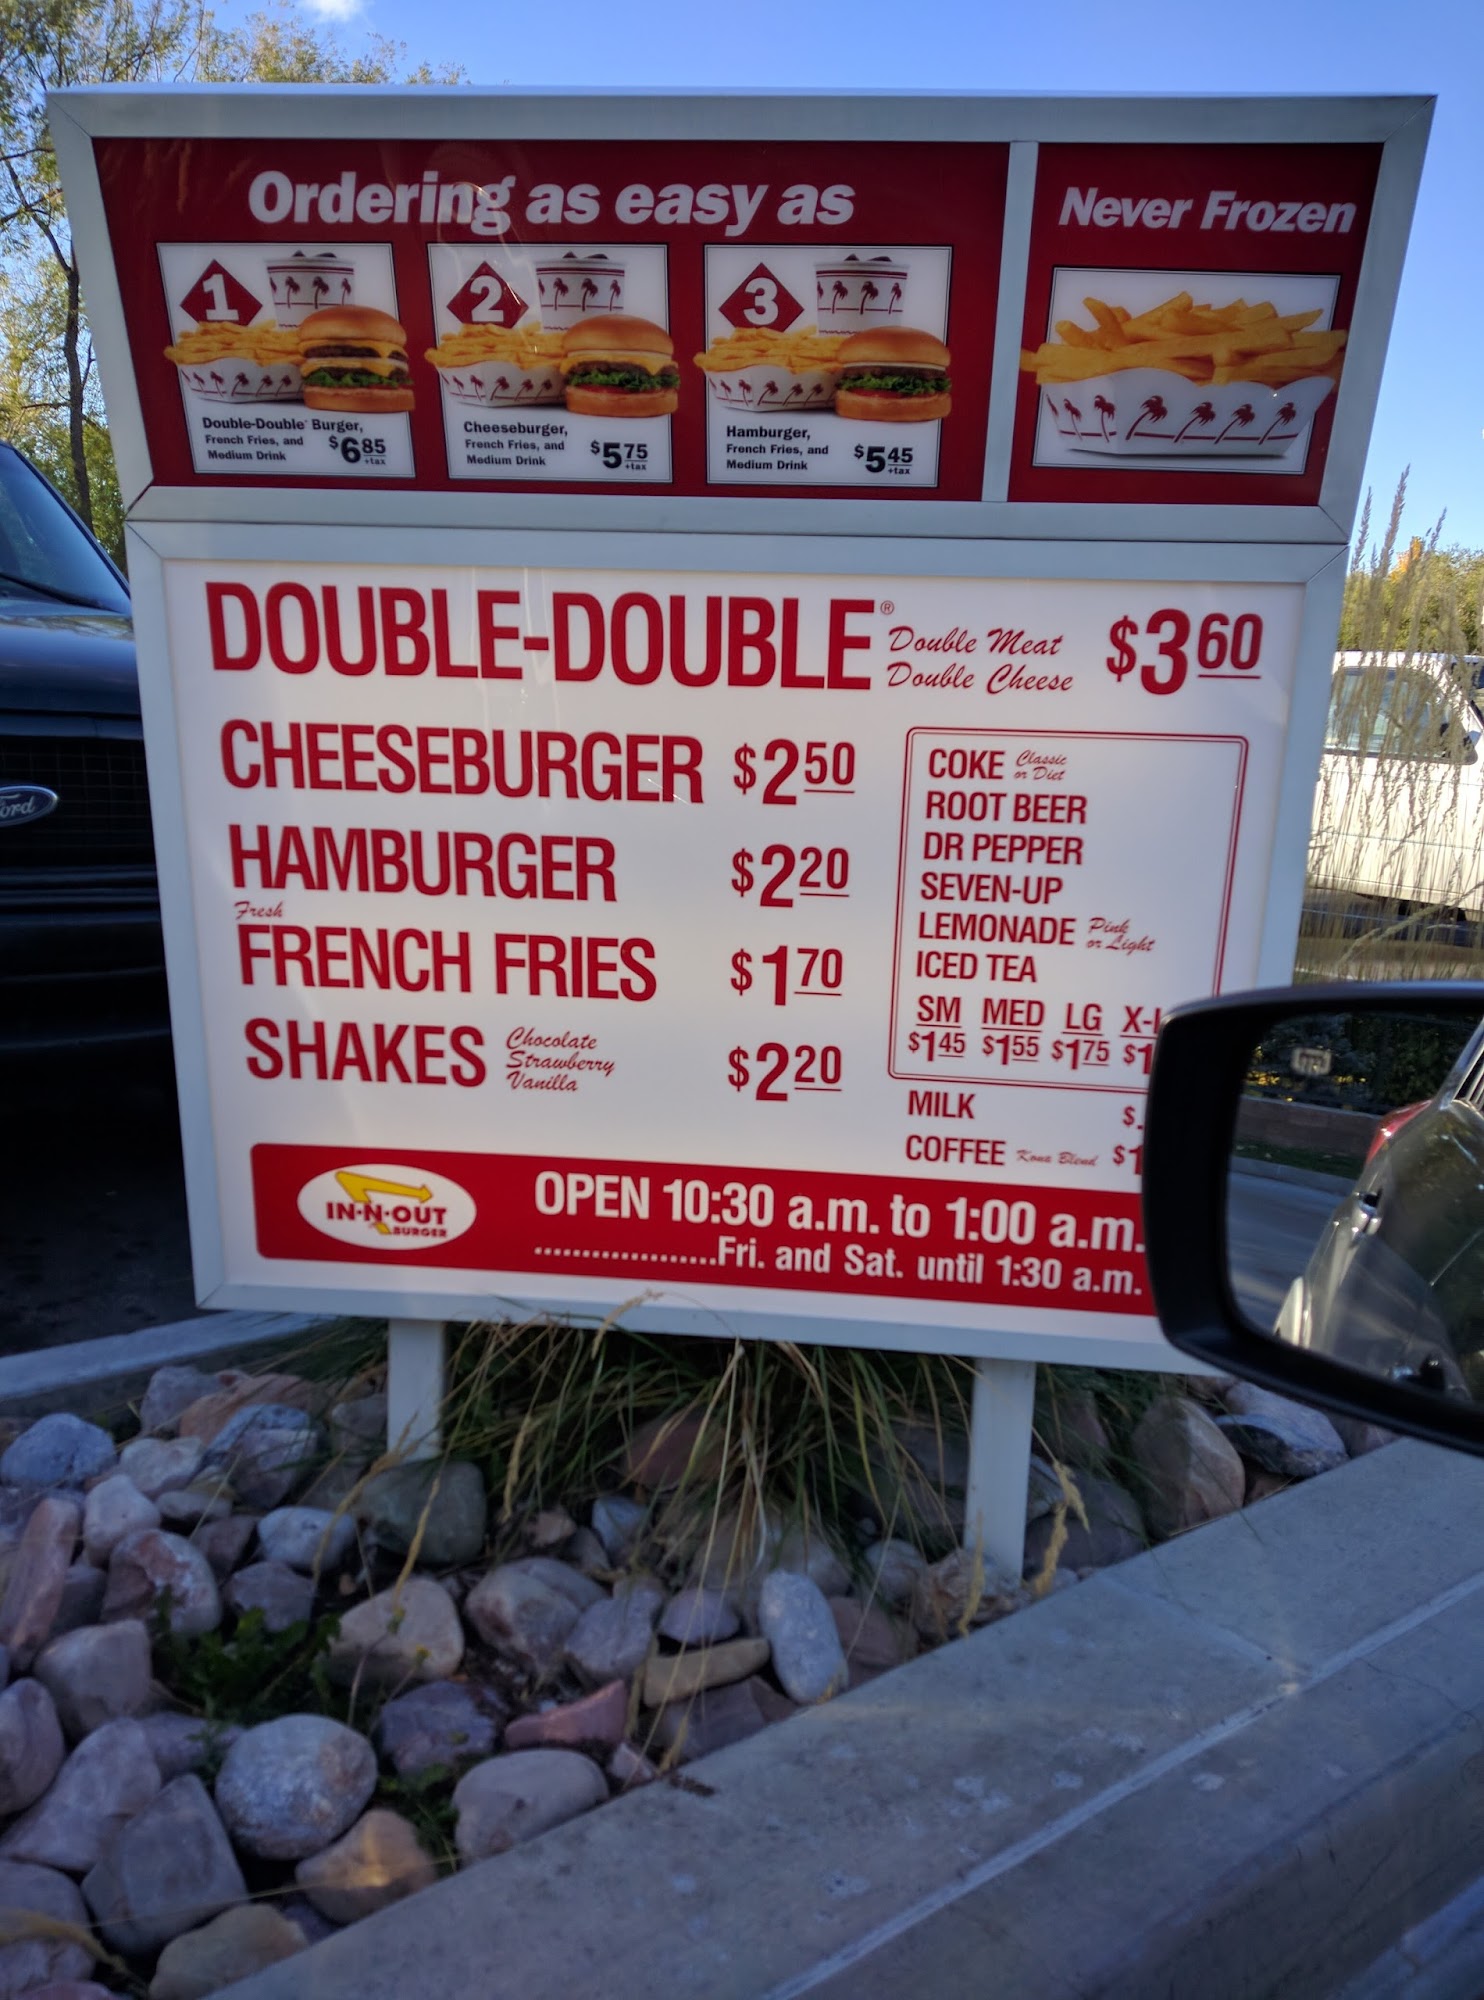 Ordering as easy as
1
Double-Double® Burger,
French Fries, and
Medium Drink
$6.85
+tax
2
Cheeseburger,
French Fries, and
Medium Drink
$5.75
+tax
3
Hamburger,
French Fries, and
Medium Drink
$5.45
+tax
Never Frozen
DOUBLE-DOUBLE® Double Meat Double Cheese $3.60
CHEESEBURGER $2.50
HAMBURGER $2.20
Fresh
FRENCH FRIES $1.70
SHAKES Chocolate Strawberry Vanilla $2.20
COKE Classic or Diet
ROOT BEER
DR PEPPER
SEVEN-UP
LEMONADE Pink or Light
ICED TEA
SM MED LG
$1.45 $1.55 $1.75
MILK
COFFEE Kona Blend
IN-N-OUT
BURGER
OPEN 10:30 a.m. to 1:00 a.m.
...................Fri. and Sat. until 1:30 a.m.